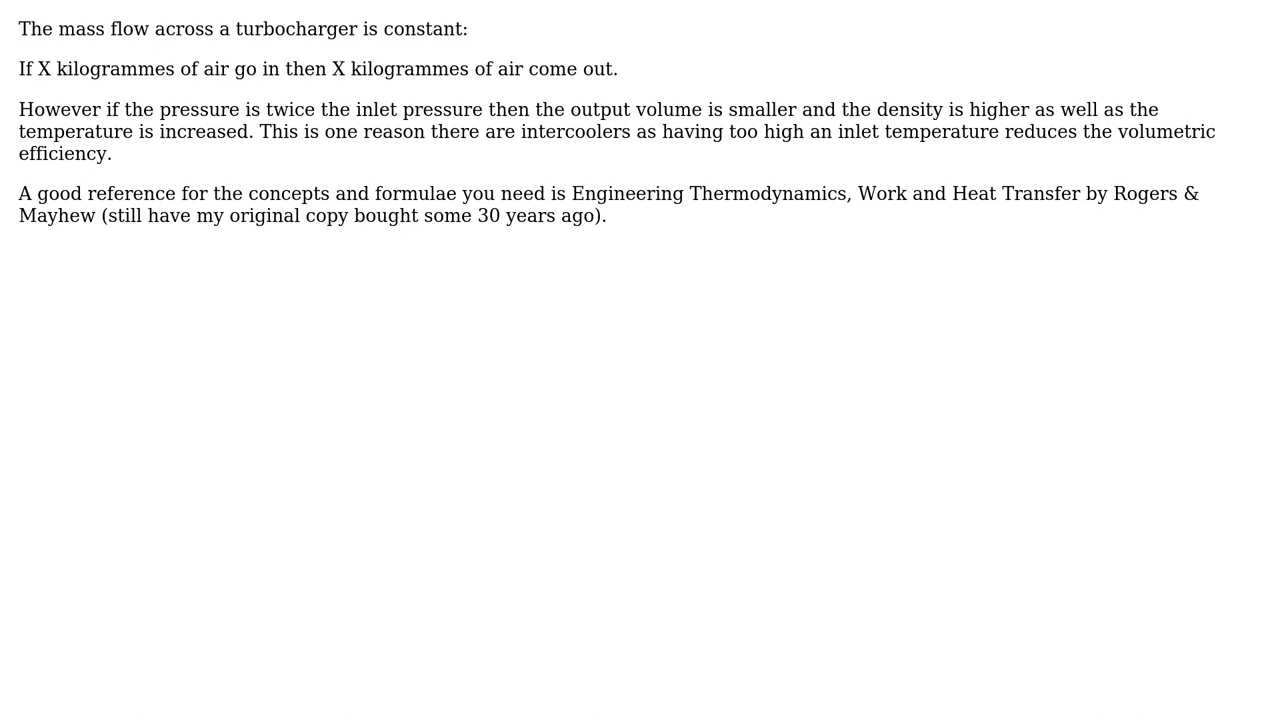 The mass flow across a turbocharger is constant:
If X kilogrammes of air go in then X kilogrammes of air come out.
However if the pressure is twice the inlet pressure then the output volume is smaller and the density is higher as well as the
temperature is increased. This is one reason there are intercoolers as having too high an inlet temperature reduces the volumetric
efficiency.
A good reference for the concepts and formulae you need is Engineering Thermodynamics, Work and Heat Transfer by Rogers &
Mayhew (still have my original copy bought some 30 years ago).